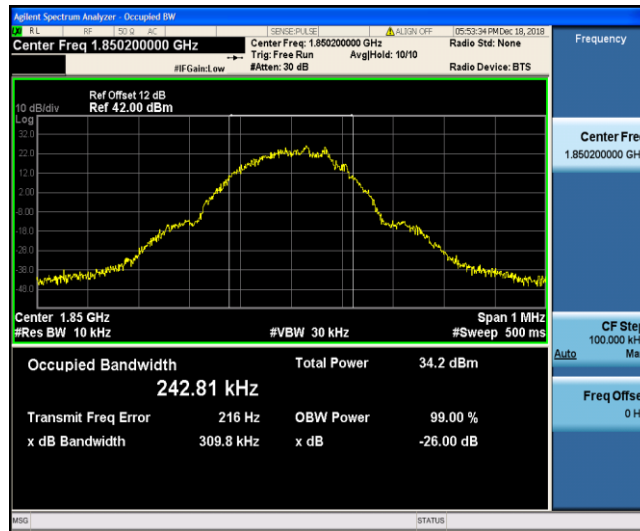 Agilent Spectrum Analyzer - Occupied BW
RL RF 50 Ω AC SENSE:PULSE ALIGN OFF 05:53:34 PM Dec 18, 2018
Center Freq 1.850200000 GHz
Center Freq: 1.850200000 GHz Radio Std: None
Trig: Free Run Avg|Hold: 10/10
#IFGain:Low #Atten: 30 dB Radio Device: BTS
Frequency
Ref Offset 12 dB
10 dB/div Ref 42.00 dBm
Log
32.0
22.0
12.0
2.00
-8.00
-18.0
-28.0
-38.0
-48.0
Center 1.85 GHz Span 1 MHz
#Res BW 10 kHz #VBW 30 kHz #Sweep 500 ms
Occupied Bandwidth Total Power 34.2 dBm
242.81 kHz
Transmit Freq Error 216 Hz OBW Power 99.00 %
x dB Bandwidth 309.8 kHz x dB -26.00 dB
Center Fre
1.850200000 GH
CF Step
100.000 kH
Auto Ma
Freq Offse
0 H
MSG STATUS